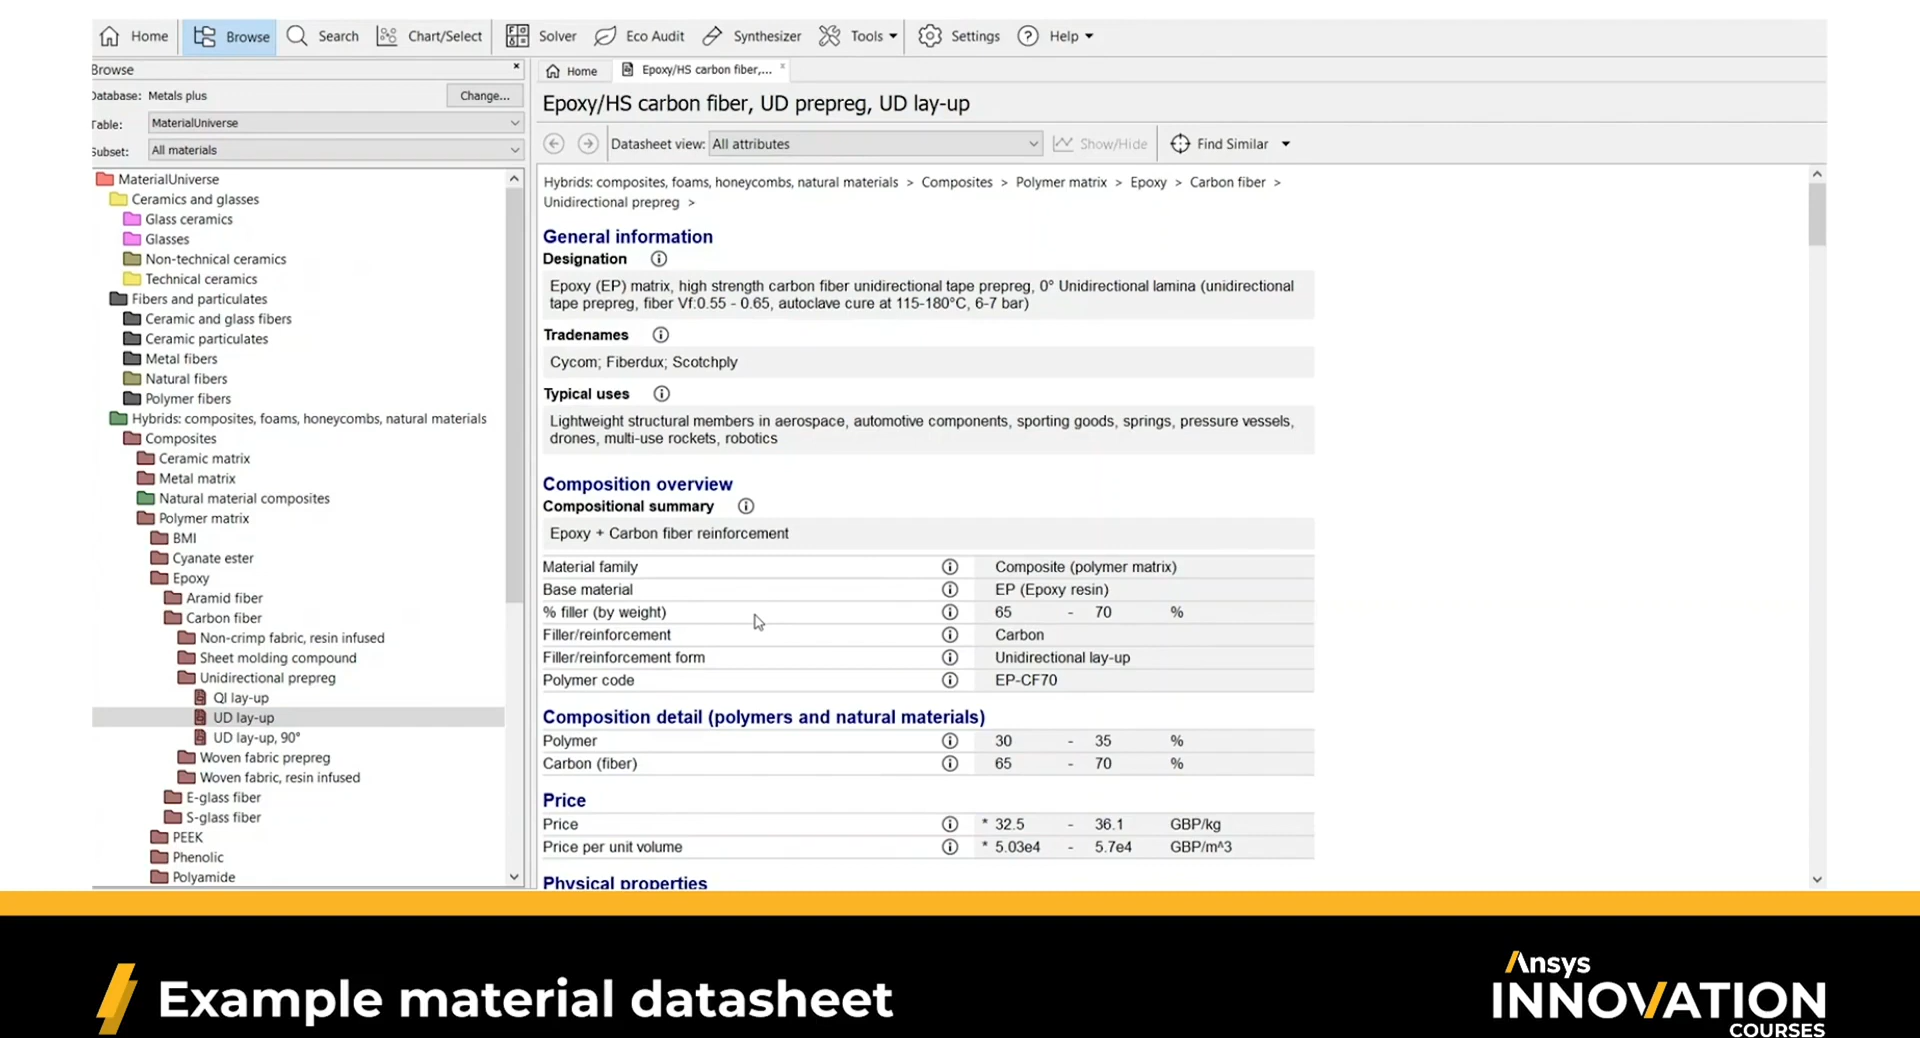 Home
Browse
Search
Chart/Select
Solver
Eco Audit
Synthesizer
Tools
Settings
Help
Browse
Database: Metals plus
Change...
Table: MaterialUniverse
Subset: All materials
MaterialUniverse
Ceramics and glasses
Glass ceramics
Glasses
Non-technical ceramics
Technical ceramics
Fibers and particulates
Ceramic and glass fibers
Ceramic particulates
Metal fibers
Natural fibers
Polymer fibers
Hybrids: composites, foams, honeycombs, natural materials
Composites
Ceramic matrix
Metal matrix
Natural material composites
Polymer matrix
BMI
Cyanate ester
Epoxy
Aramid fiber
Carbon fiber
Non-crimp fabric, resin infused
Sheet molding compound
Unidirectional prepreg
QI lay-up
UD lay-up
UD lay-up, 90°
Woven fabric prepreg
Woven fabric, resin infused
E-glass fiber
S-glass fiber
PEEK
Phenolic
Polyamide
Home
Epoxy/HS carbon fiber,...
Epoxy/HS carbon fiber, UD prepreg, UD lay-up
Datasheet view: All attributes
Show/Hide
Find Similar
Hybrids: composites, foams, honeycombs, natural materials > Composites > Polymer matrix > Epoxy > Carbon fiber >
Unidirectional prepreg >
General information
Designation
Epoxy (EP) matrix, high strength carbon fiber unidirectional tape prepreg, 0° Unidirectional lamina (unidirectional
tape prepreg, fiber Vf:0.55 - 0.65, autoclave cure at 115-180°C, 6-7 bar)
Tradenames
Cycom; Fiberdux; Scotchply
Typical uses
Lightweight structural members in aerospace, automotive components, sporting goods, springs, pressure vessels,
drones, multi-use rockets, robotics
Composition overview
Compositional summary
Epoxy + Carbon fiber reinforcement
Material family Composite (polymer matrix)
Base material EP (Epoxy resin)
% filler (by weight) 65 - 70 %
Filler/reinforcement Carbon
Filler/reinforcement form Unidirectional lay-up
Polymer code EP-CF70
Composition detail (polymers and natural materials)
Polymer 30 - 35 %
Carbon (fiber) 65 - 70 %
Price
Price * 32.5 - 36.1 GBP/kg
Price per unit volume * 5.03e4 - 5.7e4 GBP/m^3
Physical properties
Example material datasheet
Ansys
INNOVATION
COURSES